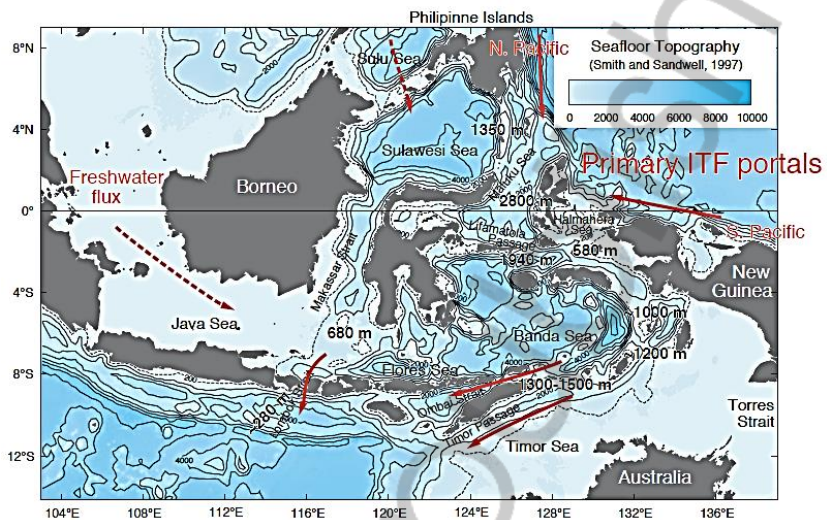 Philipinne Islands
8°N
4°N
0°
4°S
8°S
12°S
Sulu Sea
N. Pacific
Seafloor Topography
(Smith and Sandwell, 1997)
0 2000 4000 6000 8000 10000
1350 m
Sulawesi Sea
Maluku Sea
Primary ITF portals
Freshwater
flux
Borneo
2800 m
Halmahera
Sea
S. Pacific
Lifamatola
Passage
580 m
1940 m
Makassar Strait
New
Guinea
Java Sea
680 m
Banda Sea
1000 m
1200 m
Flores Sea
1300-1500 m
280 m
Timor Passage
Timor Sea
Torres
Strait
Australia
2000
4000
104°E 108°E 112°E 116°E 120°E 124°E 128°E 132°E 136°E